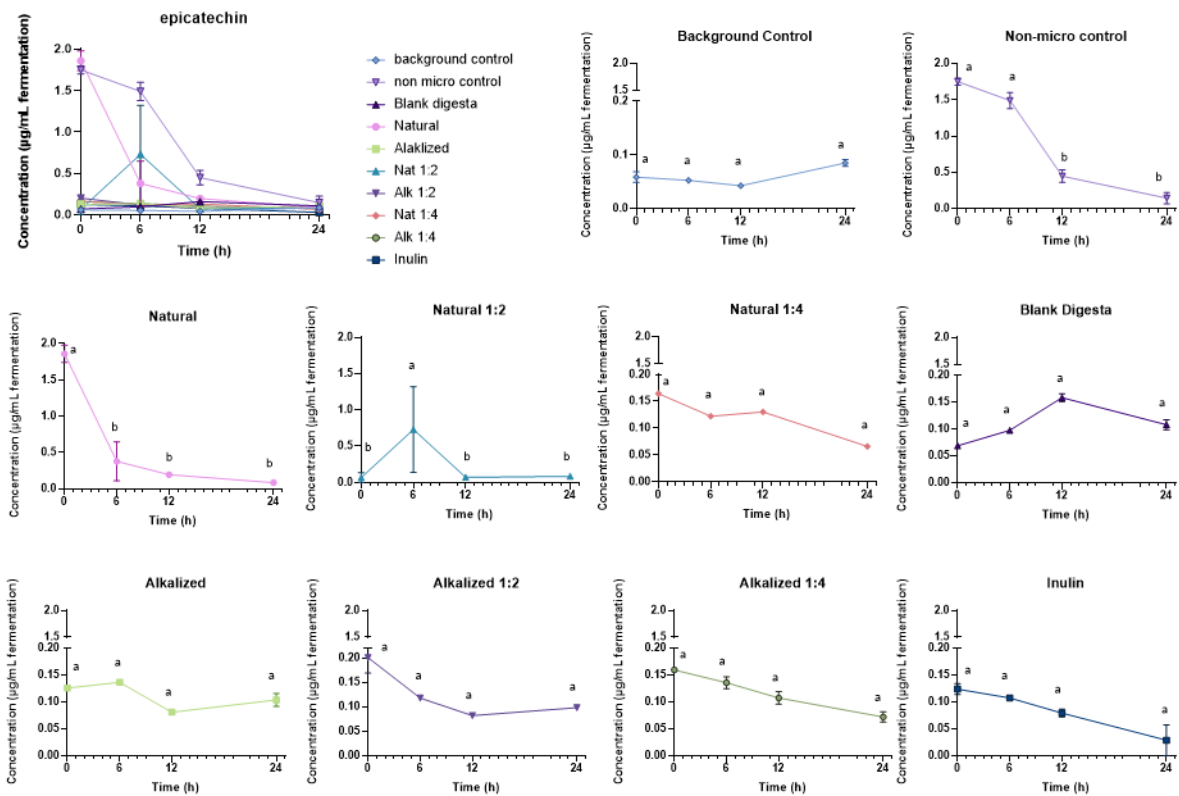 epicatechin
Concentration (µg/mL fermentation)
2.0
1.5
1.0
0.5
0.0
0 6 12 24
Time (h)
background control
non micro control
Blank digesta
Natural
Alaklized
Nat 1:2
Alk 1:2
Nat 1:4
Alk 1:4
Inulin
Background Control
Concentration (µg/mL fermentation)
2.0
1.5
0.2
0.1
0.0
a a a a
0 6 12 24
Time (h)
Non-micro control
Concentration (µg/mL fermentation)
2.0
1.5
1.0
0.5
0.0
a a b b
0 6 12 24
Time (h)
Natural
Concentration (µg/mL fermentation)
2.0
1.5
1.0
0.5
0.0
a b b b
0 6 12 24
Time (h)
Natural 1:2
Concentration (µg/mL fermentation)
2.0
1.5
1.0
0.5
0.0
b a b b
0 6 12 24
Time (h)
Natural 1:4
Concentration (µg/mL fermentation)
2.0
1.5
0.20
0.15
0.10
0.05
0.00
a a a a
0 6 12 24
Time (h)
Blank Digesta
Concentration (µg/mL fermentation)
2.0
1.5
0.20
0.15
0.10
0.05
0.00
a a a a
0 6 12 24
Time (h)
Alkalized
Concentration (µg/mL fermentation)
2.0
1.5
0.20
0.15
0.10
0.05
0.00
a a a a
0 6 12 24
Time (h)
Alkalized 1:2
Concentration (µg/mL fermentation)
2.0
1.5
0.20
0.15
0.10
0.05
0.00
a a a a
0 6 12 24
Time (h)
Alkalized 1:4
Concentration (µg/mL fermentation)
2.0
1.5
0.20
0.15
0.10
0.05
0.00
a a a a
0 6 12 24
Time (h)
Inulin
Concentration (µg/mL fermentation)
2.0
1.5
0.20
0.15
0.10
0.05
0.00
a a a a
0 6 12 24
Time (h)